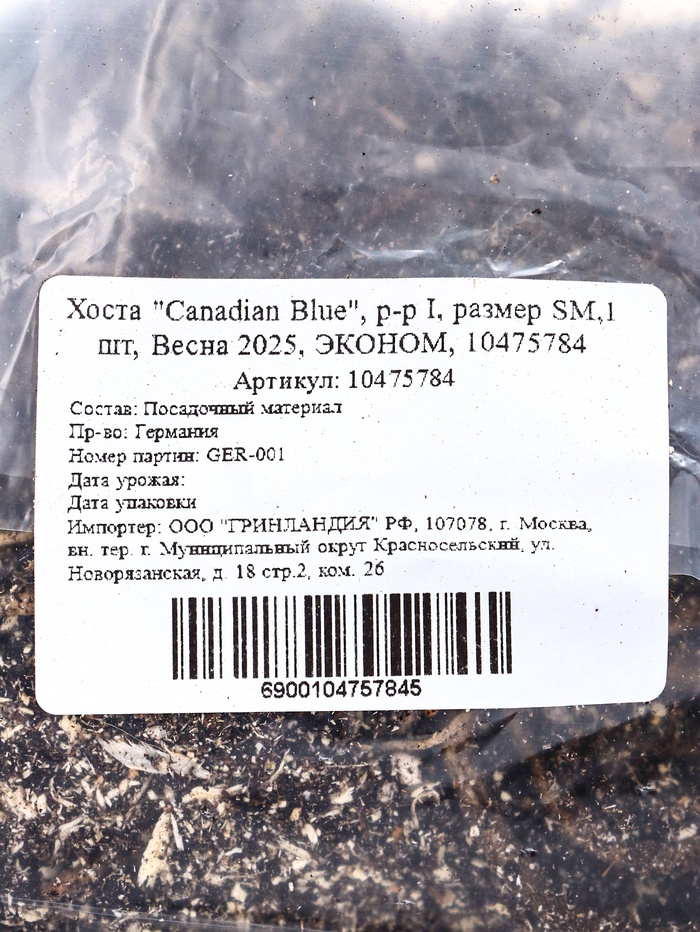 Хоста "Canadian Blue", р-р I, размер SM,1
шт, Весна 2025, ЭКОНОМ, 10475784
Артикул: 10475784
Состав: Посадочный материал
Пр-во: Германия
Номер партии: GER-001
Дата урожая:
Дата упаковки
Импортер: ООО "ГРИНЛАНДИЯ" РФ, 107078, г. Москва,
вн. тер. г. Муниципальный округ Красносельский, ул.
Новорязанская, д. 18 стр.2, ком. 26
6900104757845